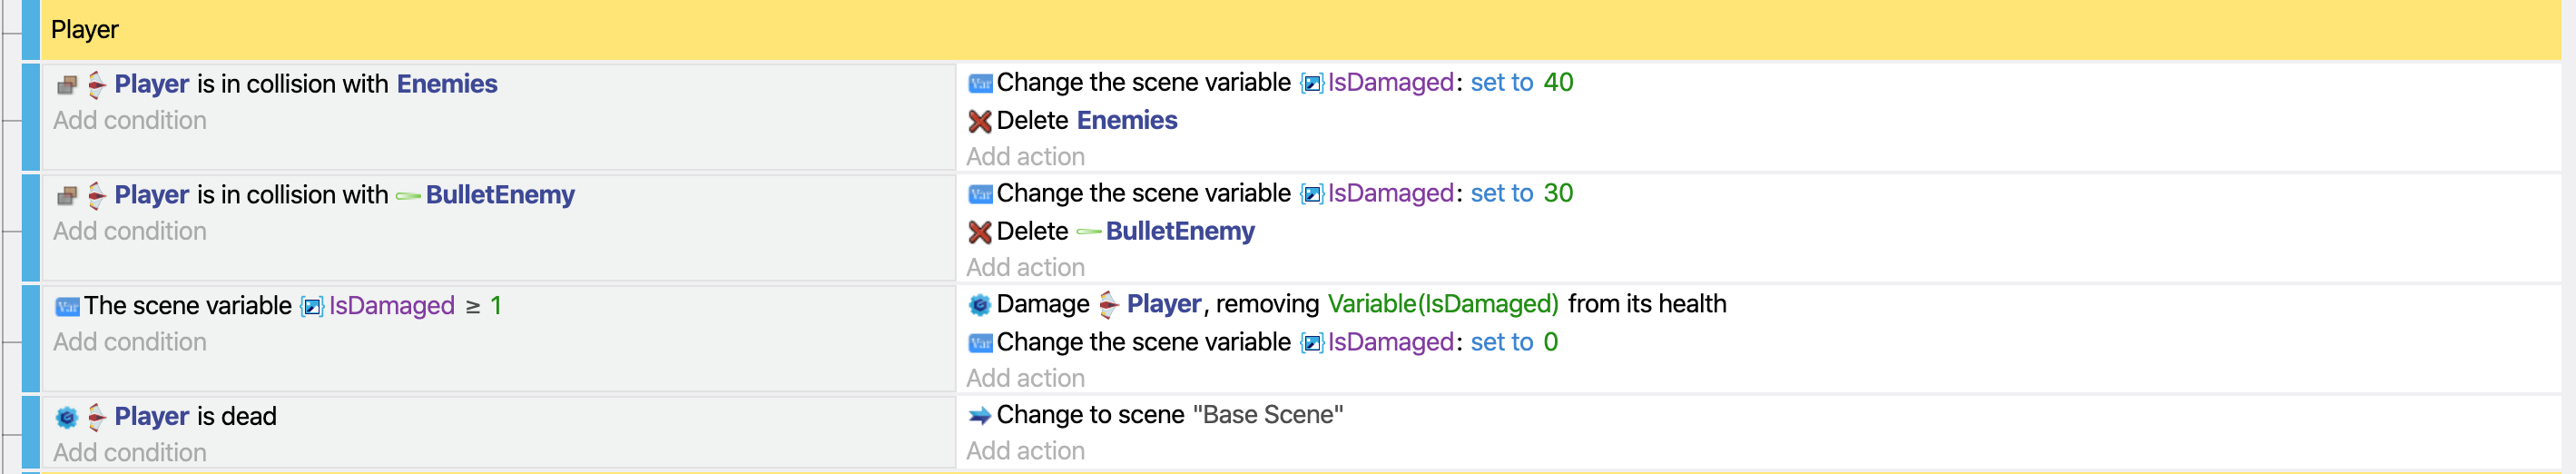 Player
Player is in collision with Enemies
Add condition
Var Change the scene variable IsDamaged: set to 40
Delete Enemies
Add action
Player is in collision with BulletEnemy
Add condition
Var Change the scene variable IsDamaged: set to 30
Delete BulletEnemy
Add action
Var The scene variable IsDamaged ≥ 1
Add condition
Damage Player, removing Variable(IsDamaged) from its health
Var Change the scene variable IsDamaged: set to 0
Add action
Player is dead
Add condition
Change to scene "Base Scene"
Add action